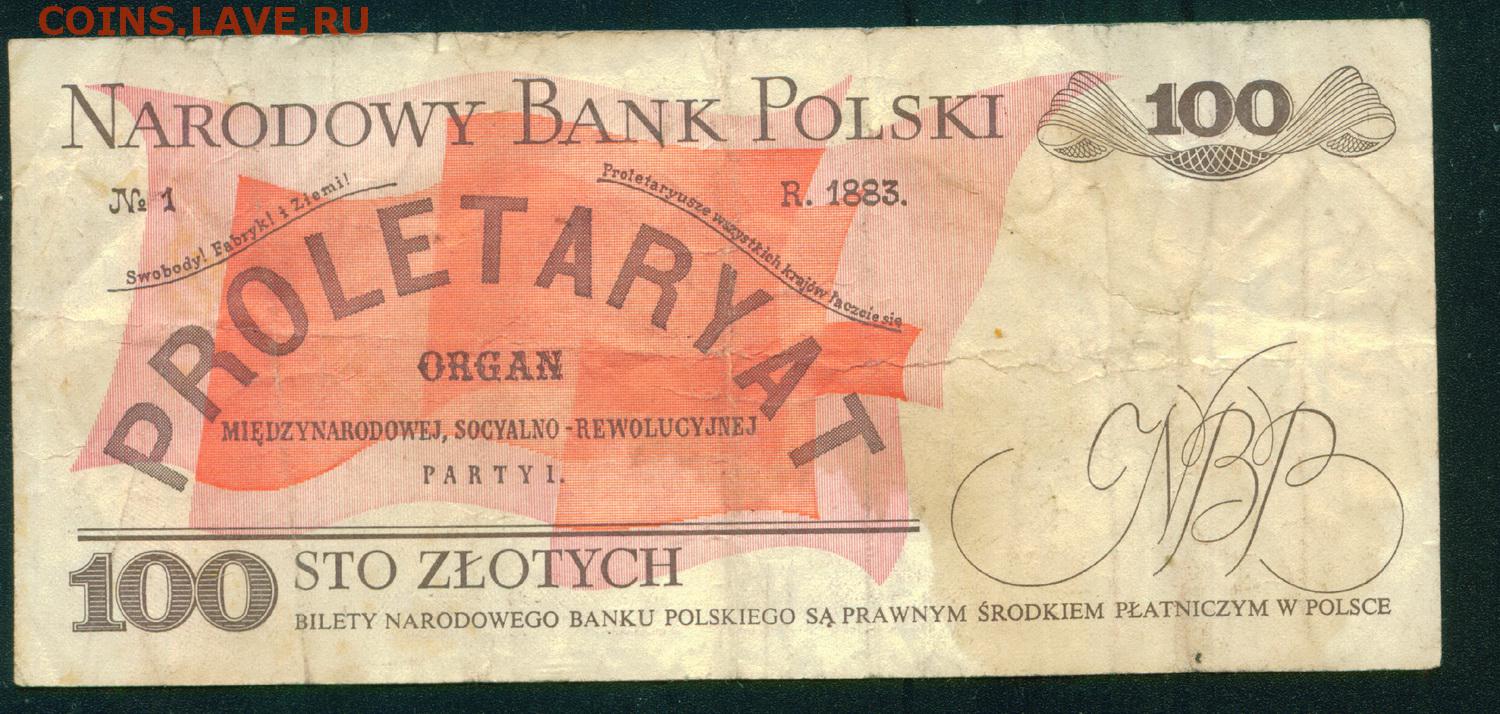 COINS.LAVE.RU
NARODOWY BANK POLSKI
100
№ 1
R. 1883.
Swobody! Fabryk! i Ziemi!
Proletaryusze wszystkich krajów łączcie się
PROLETARYAT
ORGAN
MIĘDZYNARODOWEJ, SOCYALNO-REWOLUCYJNEJ
PARTYI.
NBP
100 STO ZŁOTYCH
BILETY NARODOWEGO BANKU POLSKIEGO SĄ PRAWNYM ŚRODKIEM PŁATNICZYM W POLSCE